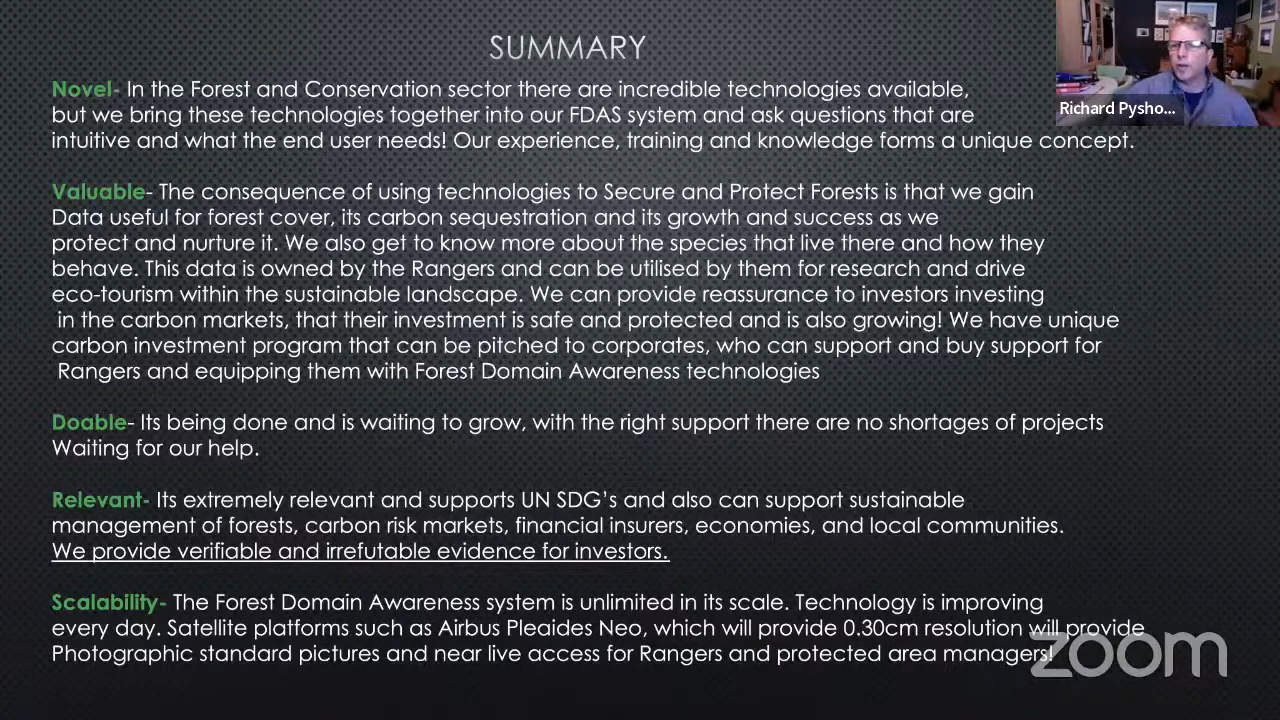 SUMMARY
Novel- In the Forest and Conservation sector there are incredible technologies available,
but we bring these technologies together into our FDAS system and ask questions that are
intuitive and what the end user needs! Our experience, training and knowledge forms a unique concept.
Valuable- The consequence of using technologies to Secure and Protect Forests is that we gain
Data useful for forest cover, its carbon sequestration and its growth and success as we
protect and nurture it. We also get to know more about the species that live there and how they
behave. This data is owned by the Rangers and can be utilised by them for research and drive
eco-tourism within the sustainable landscape. We can provide reassurance to investors investing
in the carbon markets, that their investment is safe and protected and is also growing! We have unique
carbon investment program that can be pitched to corporates, who can support and buy support for
Rangers and equipping them with Forest Domain Awareness technologies
Doable- Its being done and is waiting to grow, with the right support there are no shortages of projects
Waiting for our help.
Relevant- Its extremely relevant and supports UN SDG's and also can support sustainable
management of forests, carbon risk markets, financial insurers, economies, and local communities.
We provide verifiable and irrefutable evidence for investors.
Scalability- The Forest Domain Awareness system is unlimited in its scale. Technology is improving
every day. Satellite platforms such as Airbus Pleaides Neo, which will provide 0.30cm resolution will provide
Photographic standard pictures and near live access for Rangers and protected area managers!
Richard Pysho...
zoom